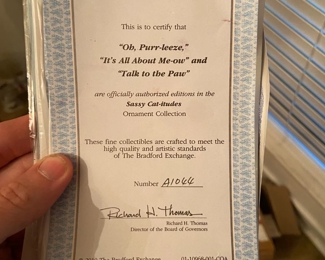 This is to certify that
"Oh, Purr-leeze,"
"It's All About Me-ow" and
"Talk to the Paw"
are officially authorized editions in the
Sassy Cat-itudes
Ornament Collection
These fine collectibles are crafted to meet the
high quality and artistic standards
of The Bradford Exchange.
Number A1044
Richard H. Thomas
Richard H. Thomas
Director of the Board of Governors
The Bradford Exchange